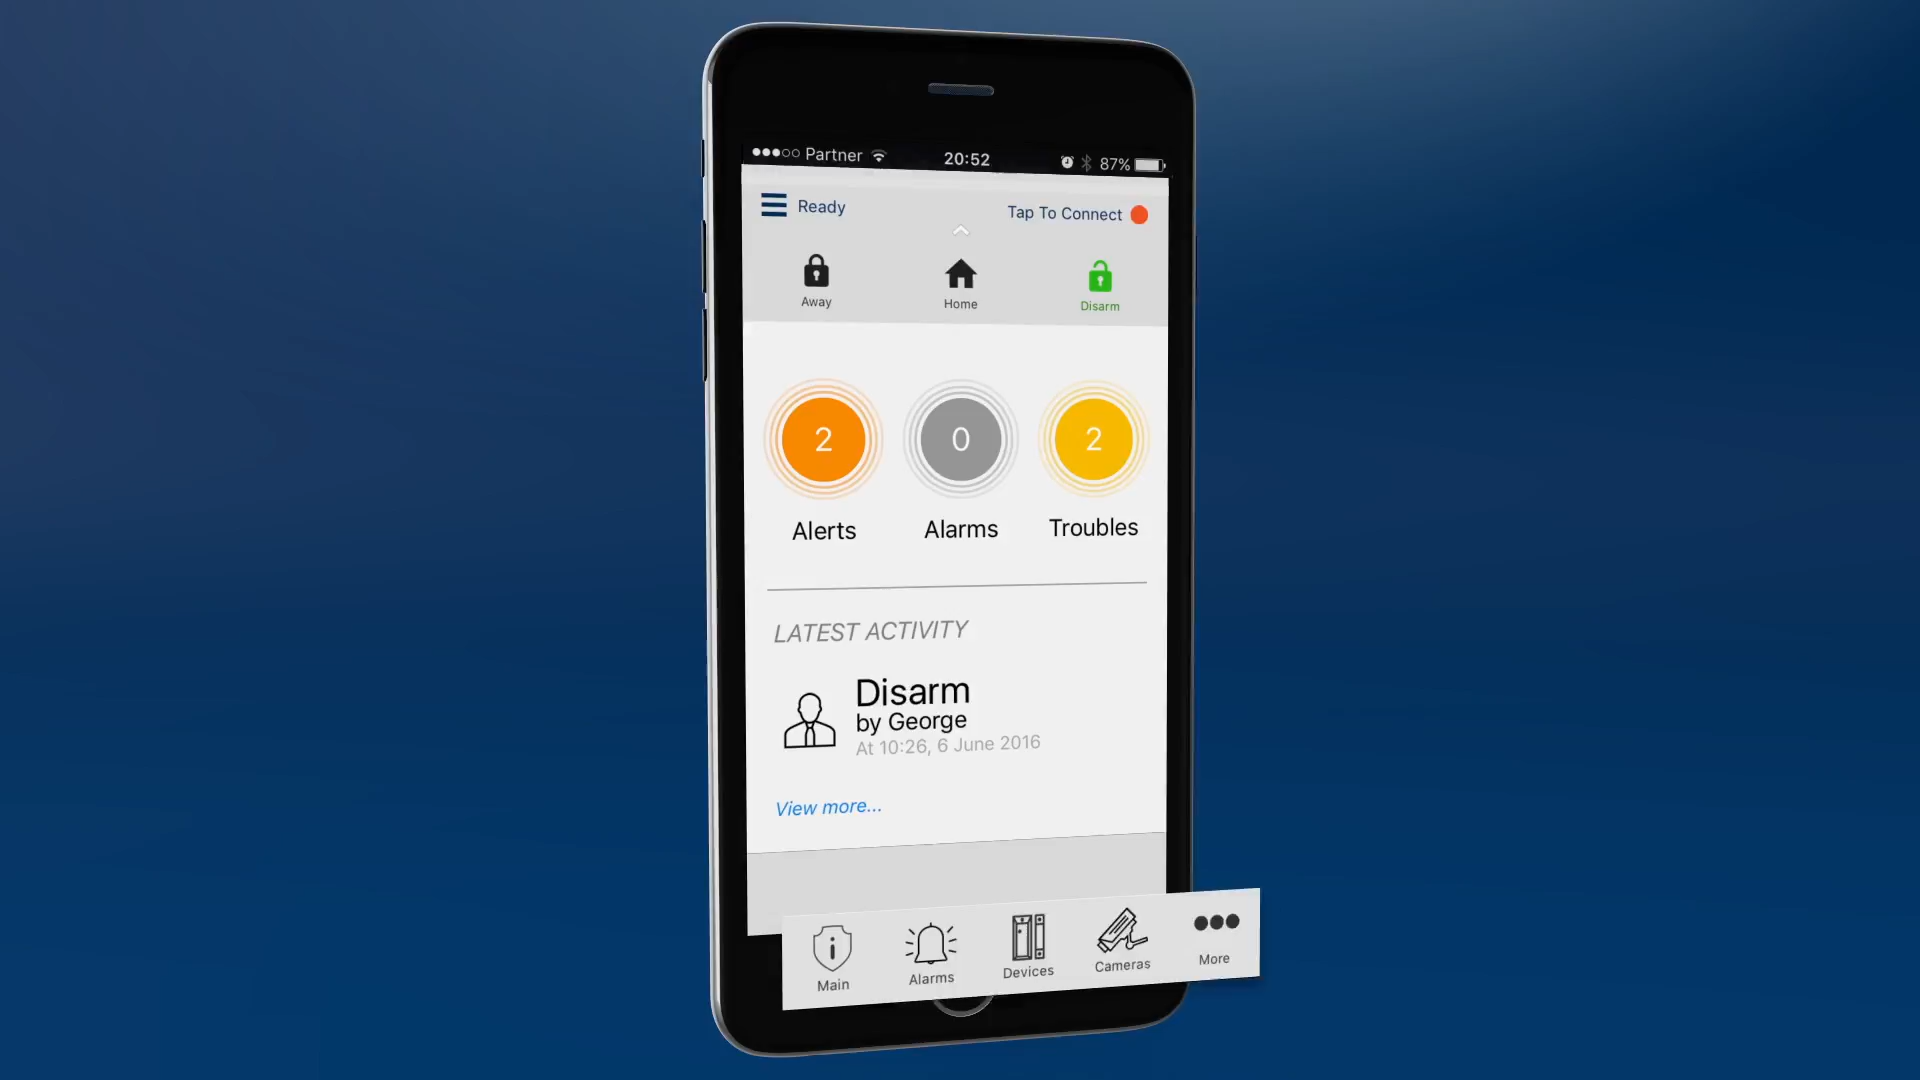 Partner 20:52 87%
Ready Tap To Connect
Away Home Disarm
2 0 2
Alerts Alarms Troubles
LATEST ACTIVITY
Disarm
by George
At 10:26, 6 June 2016
View more...
Main Alarms Devices Cameras More